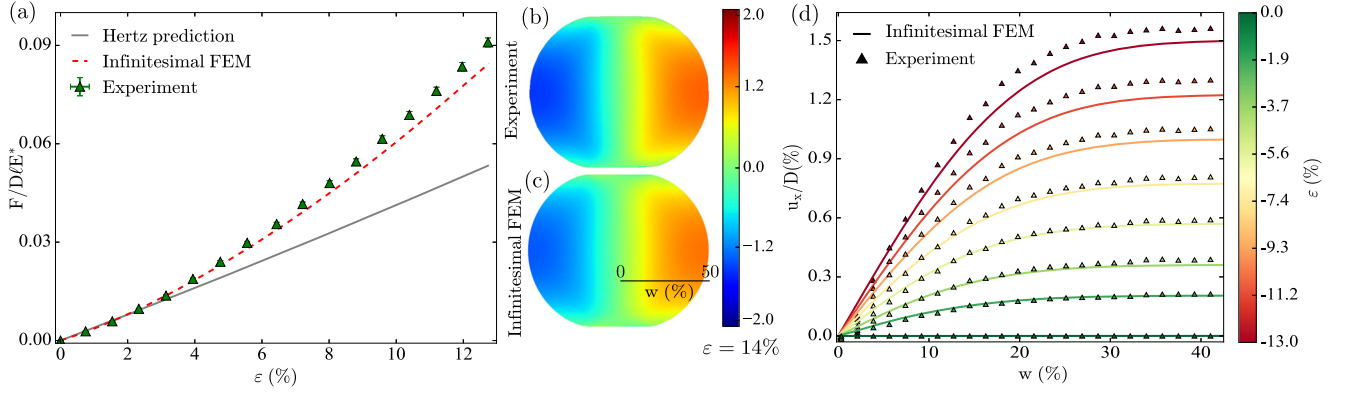 (a)
0.09
0.06
0.03
0.00
F/DℓE*
0 2 4 6 8 10 12
ε (%)
Hertz prediction
Infinitesimal FEM
Experiment
(b)
Experiment
(c)
Infinitesimal FEM
0 50
w (%)
2.0
1.2
0.0
−1.2
−2.0
ε = 14%
(d)
1.5
1.2
0.9
0.6
0.3
0.0
uₓ/D(%)
0 10 20 30 40
w (%)
Infinitesimal FEM
Experiment
0.0
-1.9
-3.7
-5.6
-7.4
-9.3
-11.2
-13.0
ε (%)